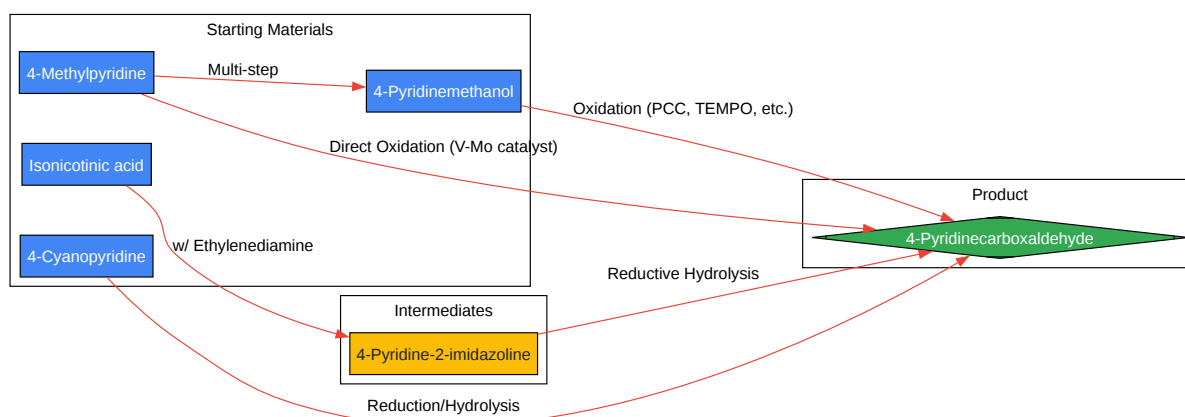 Starting Materials
4-Methylpyridine
Multi-step
4-Pyridinemethanol
Oxidation (PCC, TEMPO, etc.)
Direct Oxidation (V-Mo catalyst)
Isonicotinic acid
Product
w/ Ethylenediamine
4-Pyridinecarboxaldehyde
4-Cyanopyridine
Reductive Hydrolysis
Intermediates
4-Pyridine-2-imidazoline
Reduction/Hydrolysis